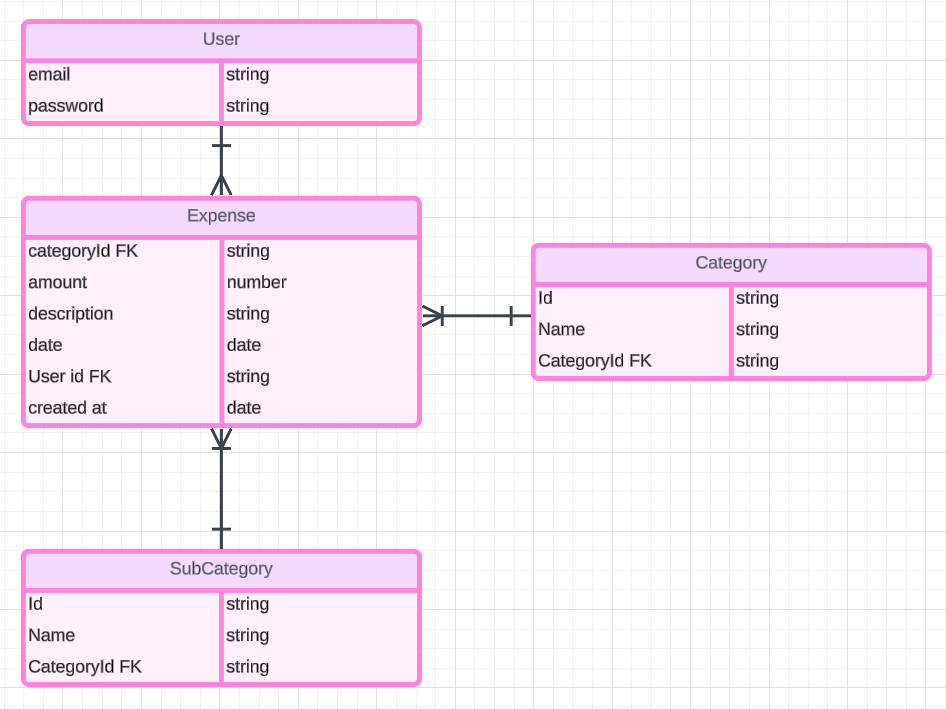 User
email string
password string
Expense
categoryId FK string
amount number
description string
date date
User id FK string
created at date
Category
Id string
Name string
CategoryId FK string
SubCategory
Id string
Name string
CategoryId FK string